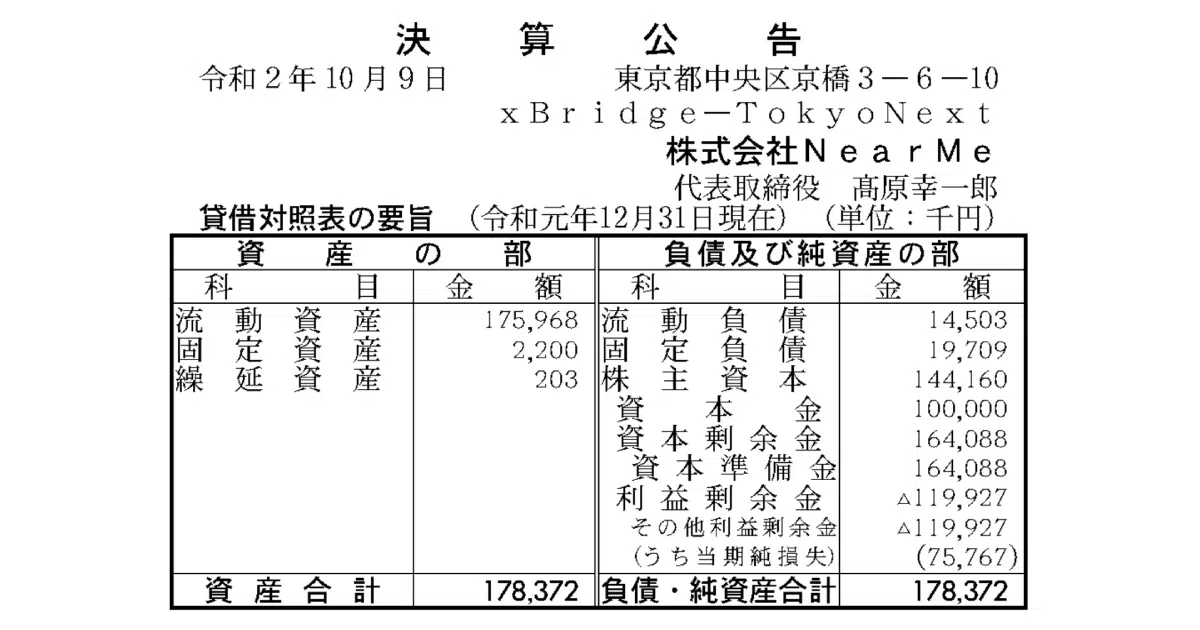 決算公告
令和2年10月9日 東京都中央区京橋3-6-10
xBridge-TokyoNext
株式会社NearMe
代表取締役 髙原幸一郎
貸借対照表の要旨 (令和元年12月31日現在) (単位:千円)
資産の部 負債及び純資産の部
科目 金額 科目 金額
流動資産 175,968 流動負債 14,503
固定資産 2,200 固定負債 19,709
繰延資産 203 株主資本 144,160
資本金 100,000
資本剰余金 164,088
資本準備金 164,088
利益剰余金 △119,927
その他利益剰余金 △119,927
(うち当期純損失) (75,767)
資産合計 178,372 負債・純資産合計 178,372